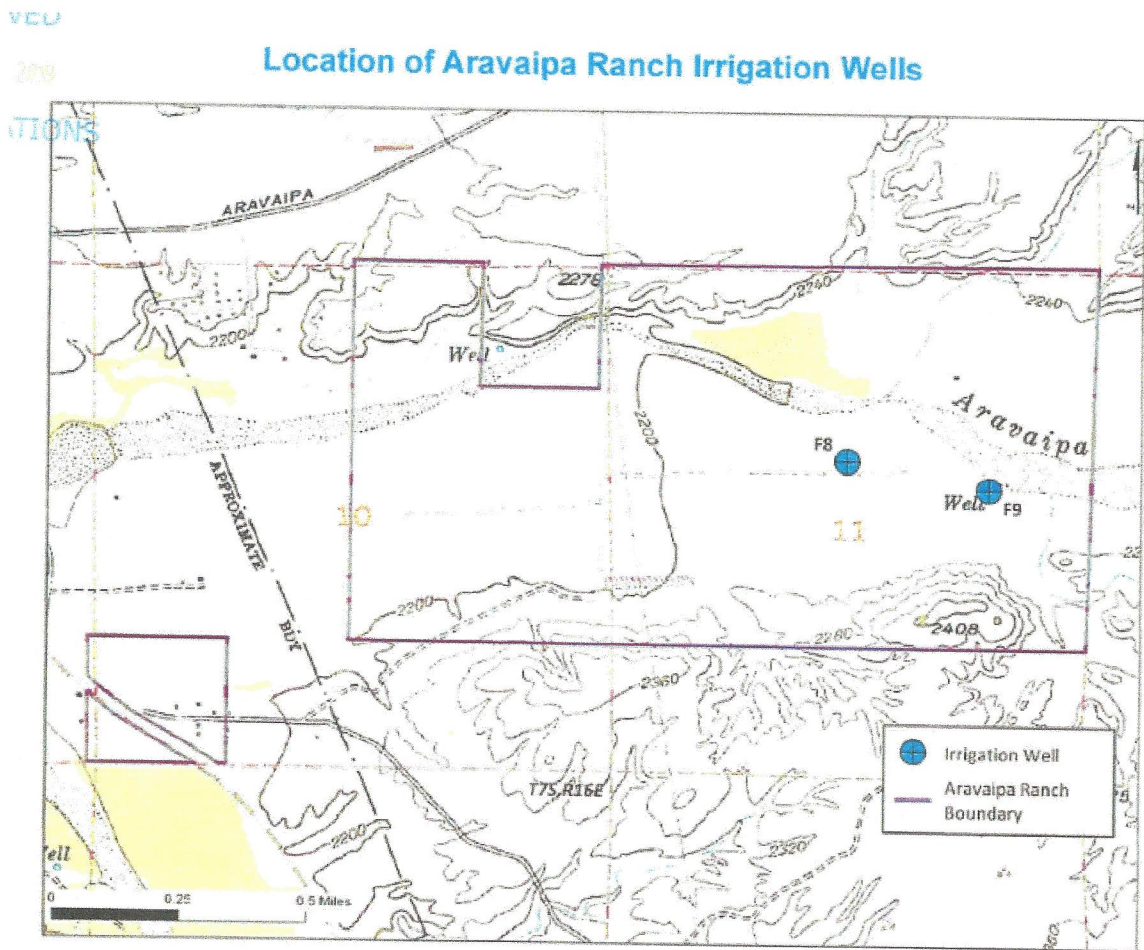 Location of Aravaipa Ranch Irrigation Wells
ATIONS
ARAVAIPA
2276
2240
2240
2200
Well
Aravaipa
2200
F8
APPROXIMATE
BDY
10
11
Well
F9
2200
2280
2408
2360
Irrigation Well
Aravaipa Ranch
Boundary
T7S,R16E
2200
2320
0
0.25
0.5 Miles